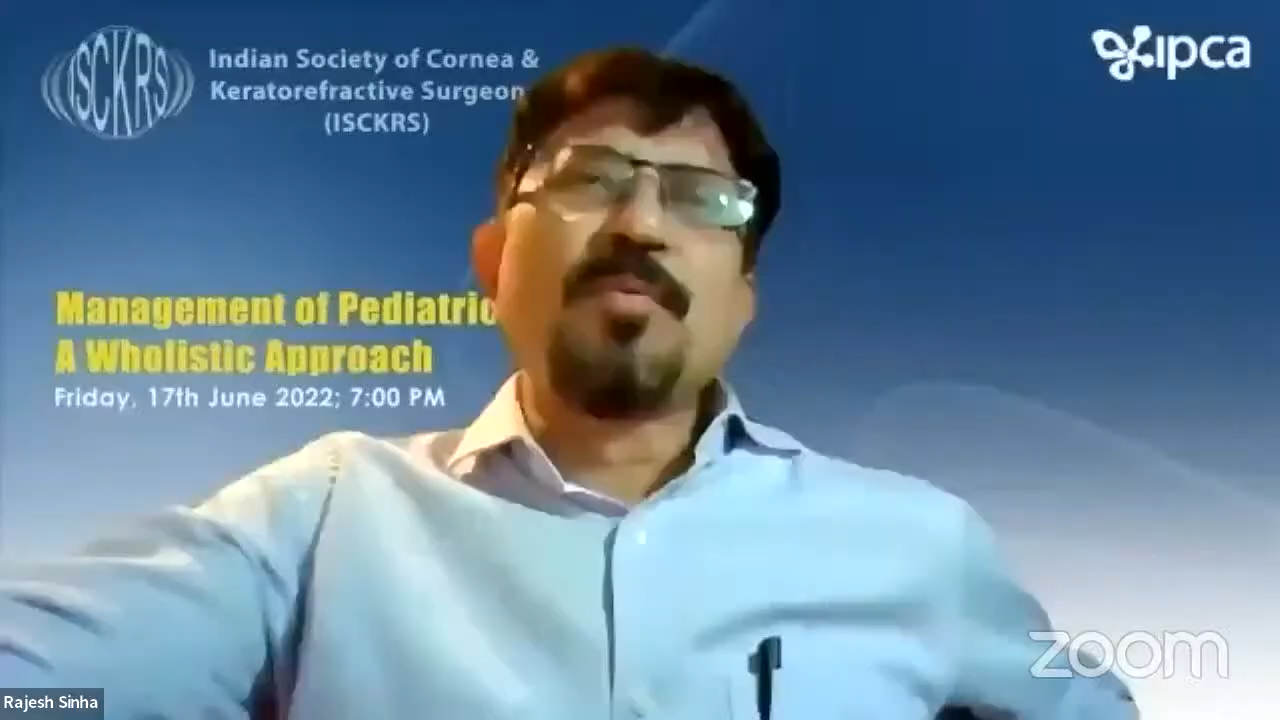 ISCKRS
Indian Society of Cornea &
Keratorefractive Surgeon
(ISCKRS)
ipca
Management of Pediatric
A Wholistic Approach
Friday, 17th June 2022; 7:00 PM
zoom
Rajesh Sinha